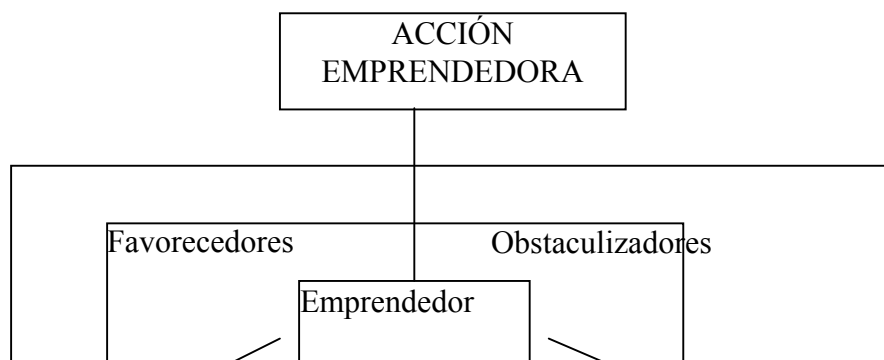 ACCIÓN
EMPRENDEDORA
Favorecedores
Obstaculizadores
Emprendedor